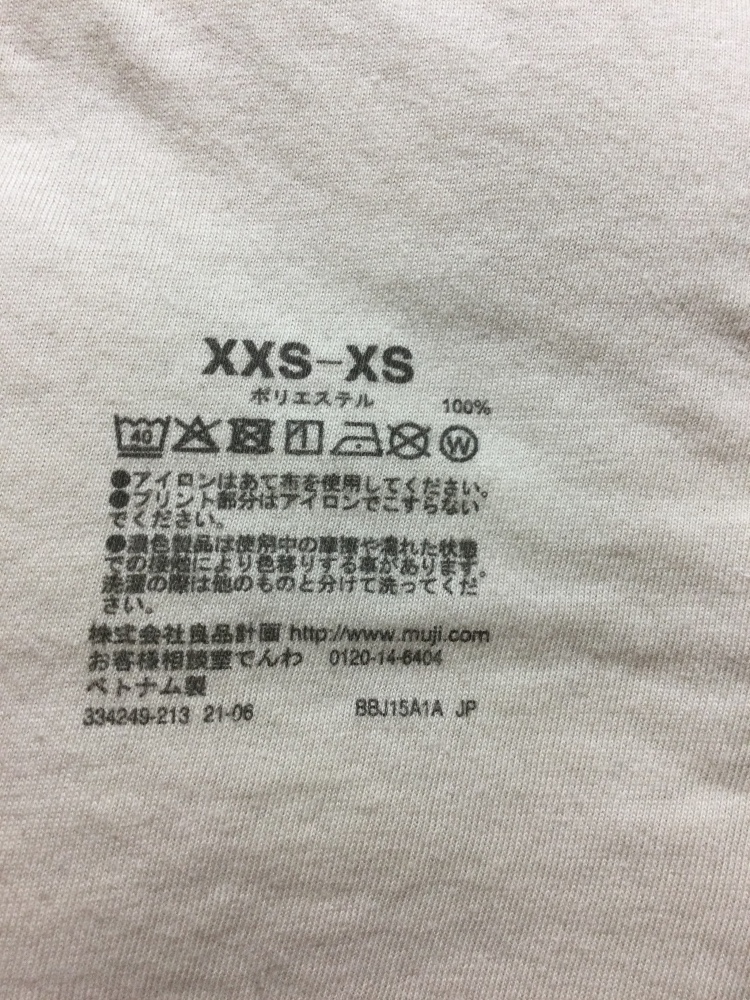 XXS-XS
ポリエステル 100%
40
W
●アイロンはあて布を使用してください。
●プリント部分はアイロンでこすらない
でください。
●濃色製品は使用中の摩擦や濡れた状態
での接触により色移りする事があります。
洗濯の際は他のものと分けて洗ってくだ
さい。
株式会社良品計画 http://www.muji.com
お客様相談室でんわ 0120-14-6404
ベトナム製
334249-213 21-06 BBJ15A1A JP